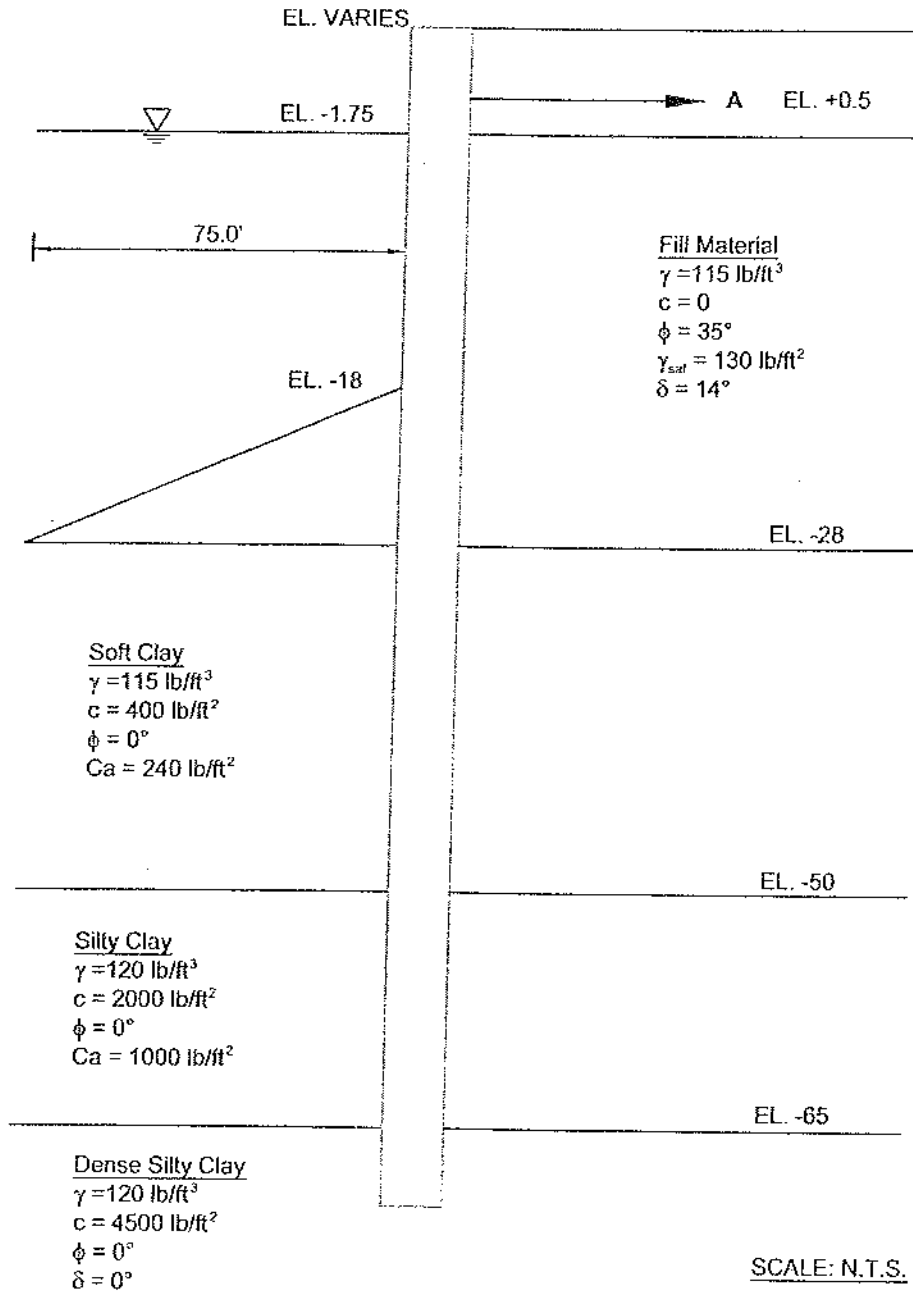 EL. VARIES
A EL. +0.5
EL. -1.75
75.0'
Fill Material
γ =115 lb/ft³
c = 0
ϕ = 35°
γsat = 130 lb/ft²
δ = 14°
EL. -18
EL. -28
Soft Clay
γ =115 lb/ft³
c = 400 lb/ft²
ϕ = 0°
Ca = 240 lb/ft²
EL. -50
Silty Clay
γ =120 lb/ft³
c = 2000 lb/ft²
ϕ = 0°
Ca = 1000 lb/ft²
EL. -65
Dense Silty Clay
γ =120 lb/ft³
c = 4500 lb/ft²
ϕ = 0°
δ = 0°
SCALE: N.T.S.